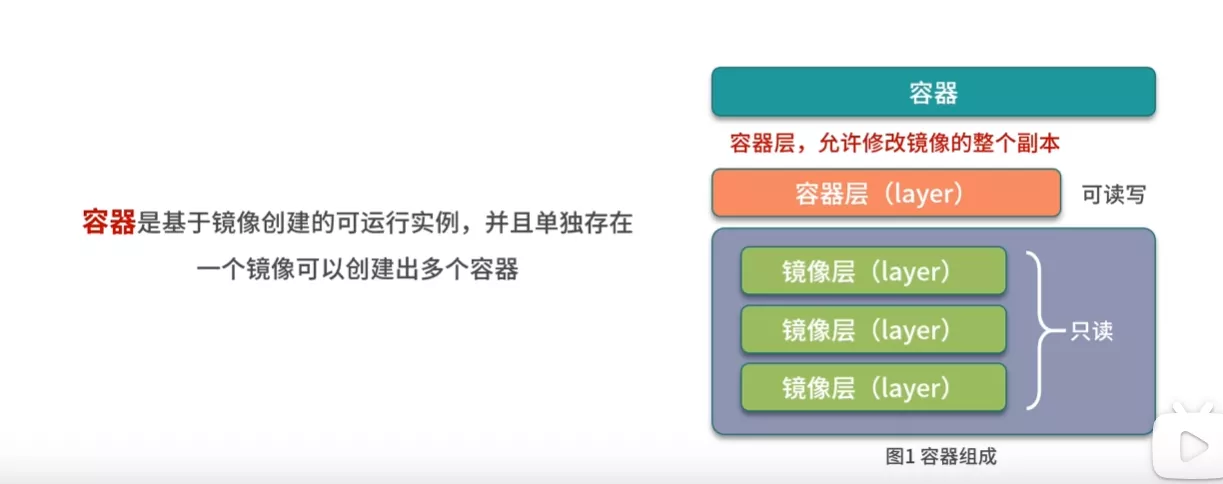 容器是基于镜像创建的可运行实例，并且单独存在
一个镜像可以创建出多个容器
容器
容器层，允许修改镜像的整个副本
容器层（layer）
可读写
镜像层（layer）
镜像层（layer）
镜像层（layer）
只读
图1 容器组成